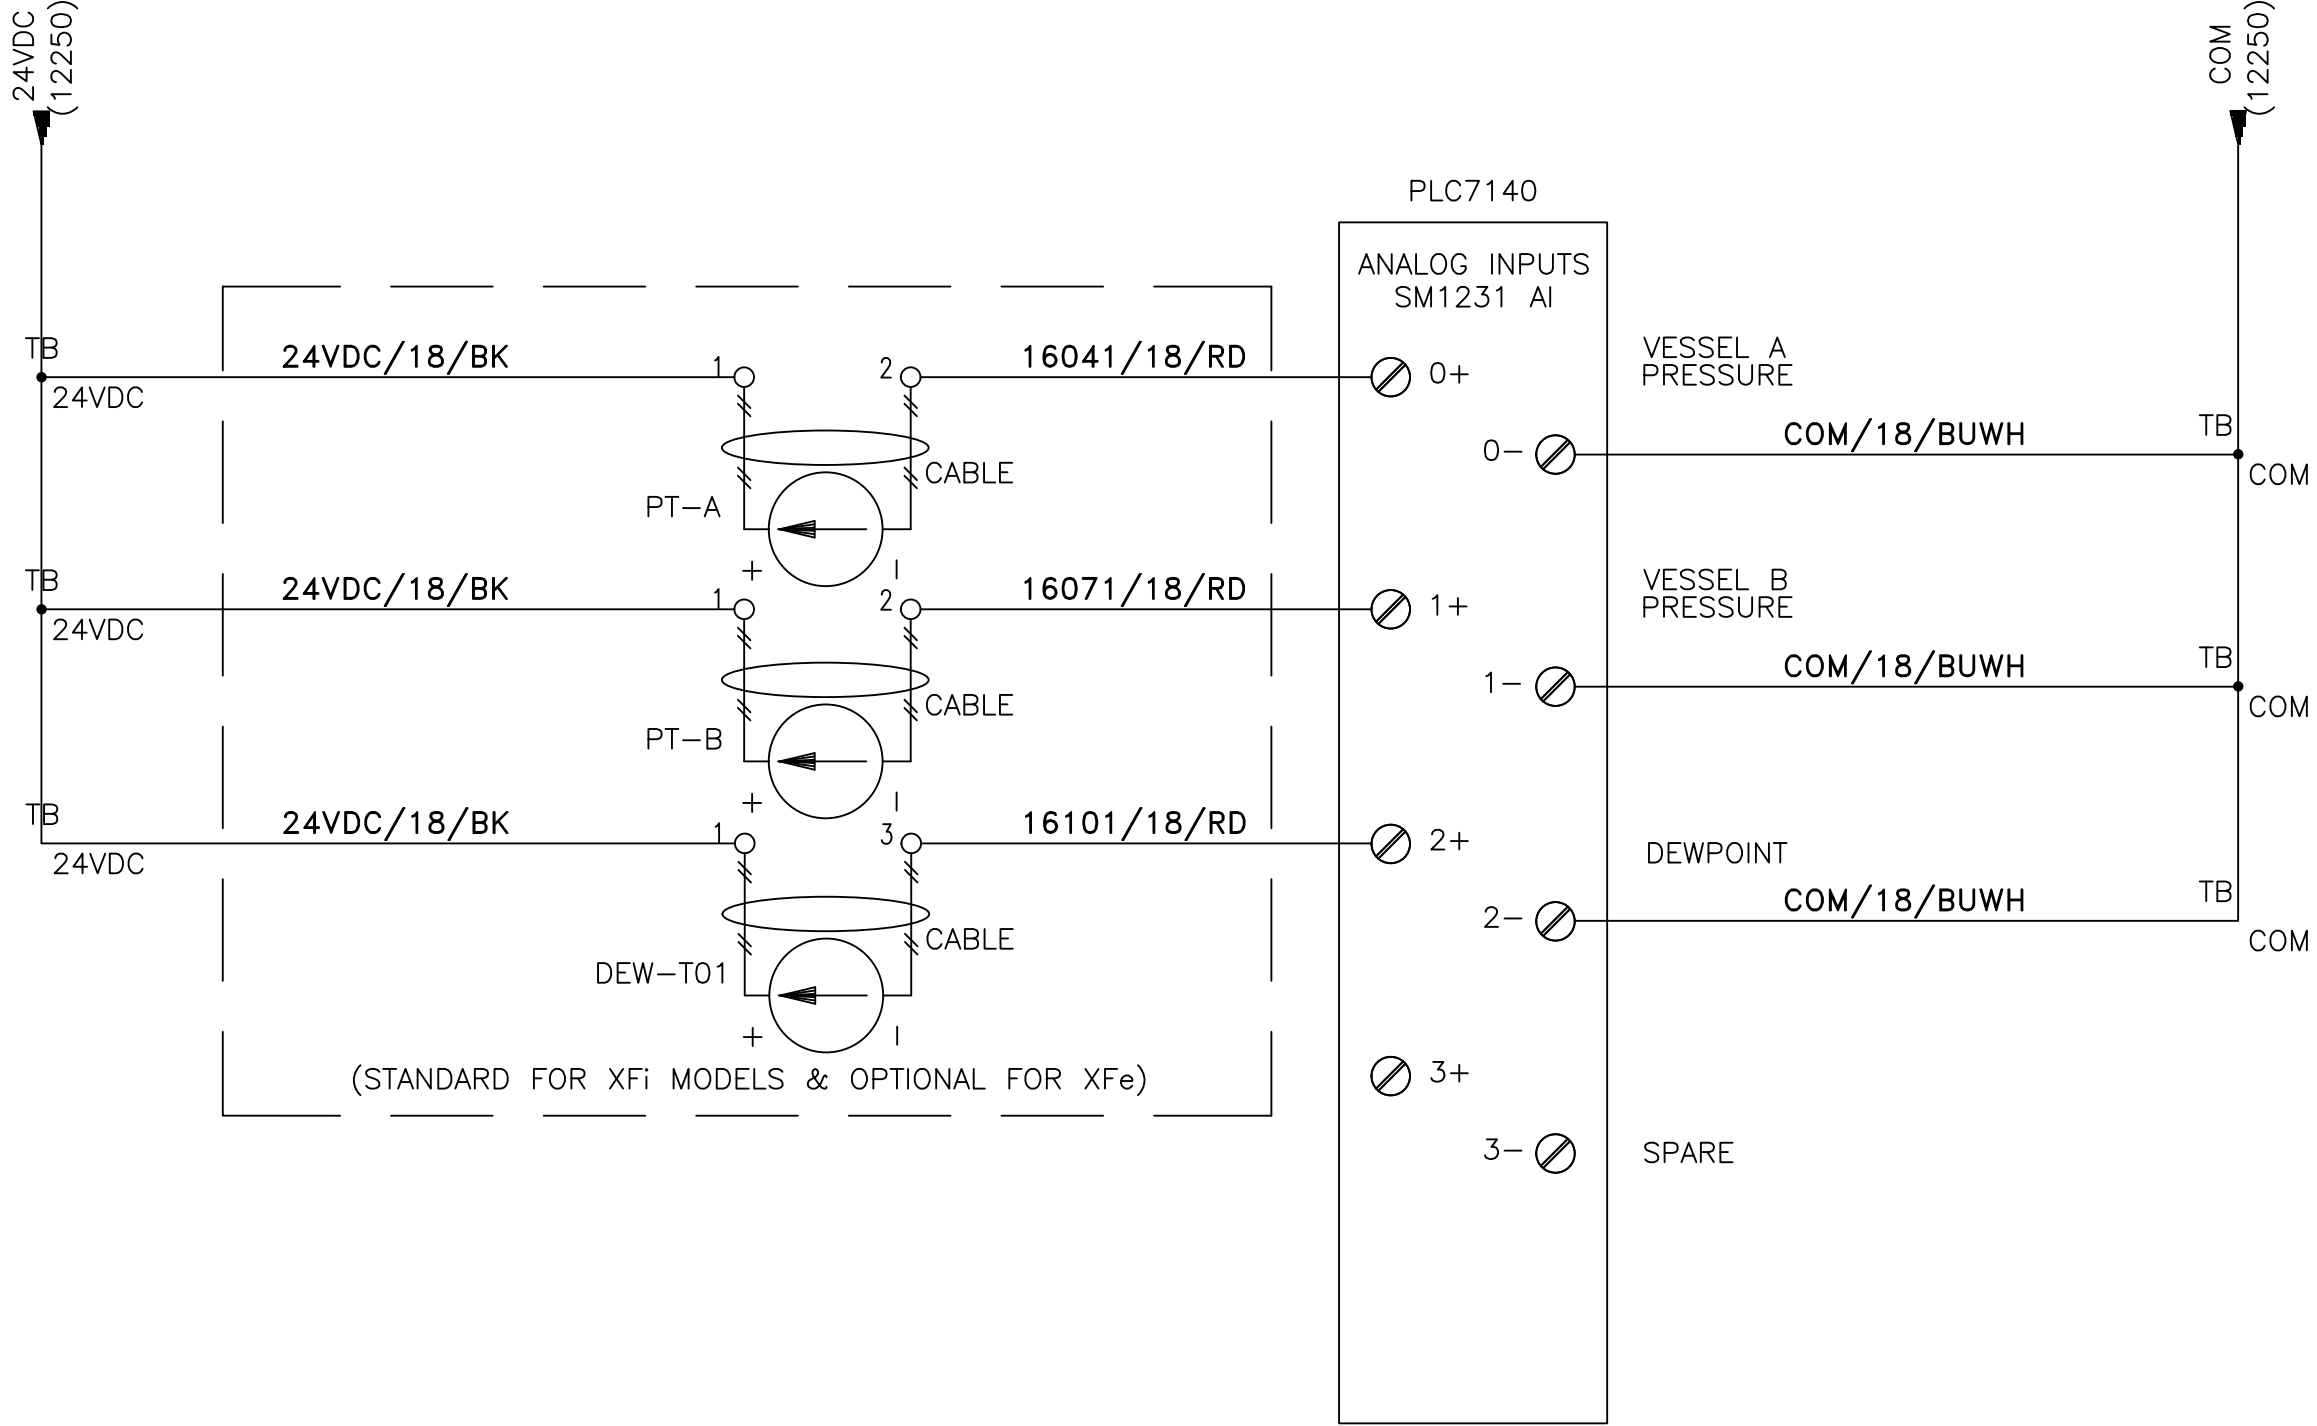 24VDC
(12250)
COM
(12250)
PLC7140
ANALOG INPUTS
SM1231 AI
TB
24VDC/18/BK
1
2
16041/18/RD
0+
VESSEL A
PRESSURE
24VDC
0-
COM/18/BUWH
TB
CABLE
COM
PT-A
+
-
TB
24VDC/18/BK
1
2
16071/18/RD
1+
VESSEL B
PRESSURE
24VDC
1-
COM/18/BUWH
TB
CABLE
COM
PT-B
+
-
TB
24VDC/18/BK
1
3
16101/18/RD
2+
DEWPOINT
24VDC
2-
COM/18/BUWH
TB
CABLE
COM
DEW-T01
+
-
(STANDARD FOR XFi MODELS & OPTIONAL FOR XFe)
3+
3-
SPARE